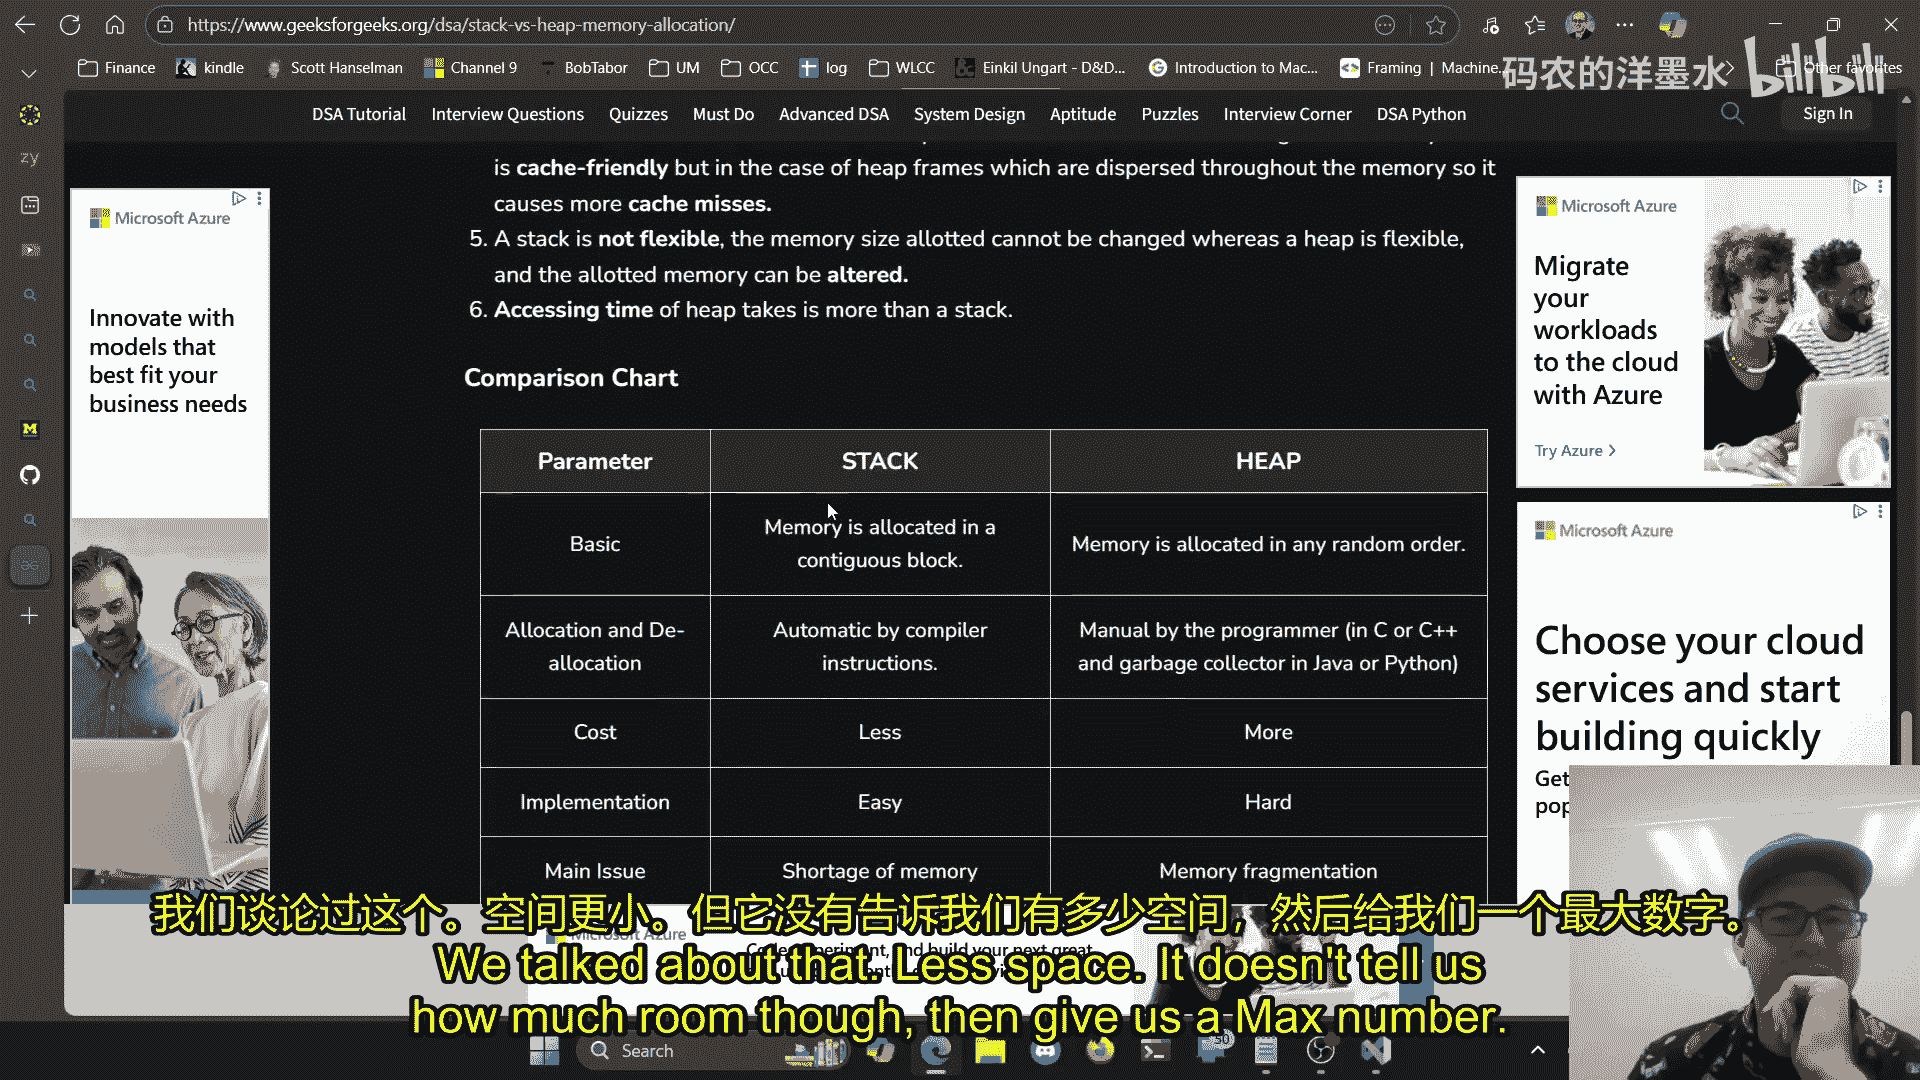 https://www.geeksforgeeks.org/dsa/stack-vs-heap-memory-allocation/
Finance
kindle
Scott Hanselman
Channel 9
BobTabor
UM
OCC
log
WLCC
Einkil Ungart - D&D...
Introduction to Mac...
Framing | Machine...
Other favorites
码农的洋墨水
bilibili
DSA Tutorial
Interview Questions
Quizzes
Must Do
Advanced DSA
System Design
Aptitude
Puzzles
Interview Corner
DSA Python
Sign In
zy
is cache-friendly but in the case of heap frames which are dispersed throughout the memory so it
causes more cache misses.
5. A stack is not flexible, the memory size allotted cannot be changed whereas a heap is flexible,
and the allotted memory can be altered.
6. Accessing time of heap takes is more than a stack.
Comparison Chart
Parameter
STACK
HEAP
Basic
Memory is allocated in a
contiguous block.
Memory is allocated in any random order.
Allocation and De-
allocation
Automatic by compiler
instructions.
Manual by the programmer (in C or C++
and garbage collector in Java or Python)
Cost
Less
More
Implementation
Easy
Hard
Main Issue
Shortage of memory
Memory fragmentation
Microsoft Azure
Innovate with
models that
best fit your
business needs
Microsoft Azure
Migrate
your
workloads
to the cloud
with Azure
Try Azure
Microsoft Azure
Choose your cloud
services and start
building quickly
Get
pop
Microsoft Azure
我们谈论过这个。空间更小。但它没有告诉我们有多少空间，然后给我们一个最大数字。
We talked about that. Less space. It doesn't tell us
how much room though, then give us a Max number.
Search
50